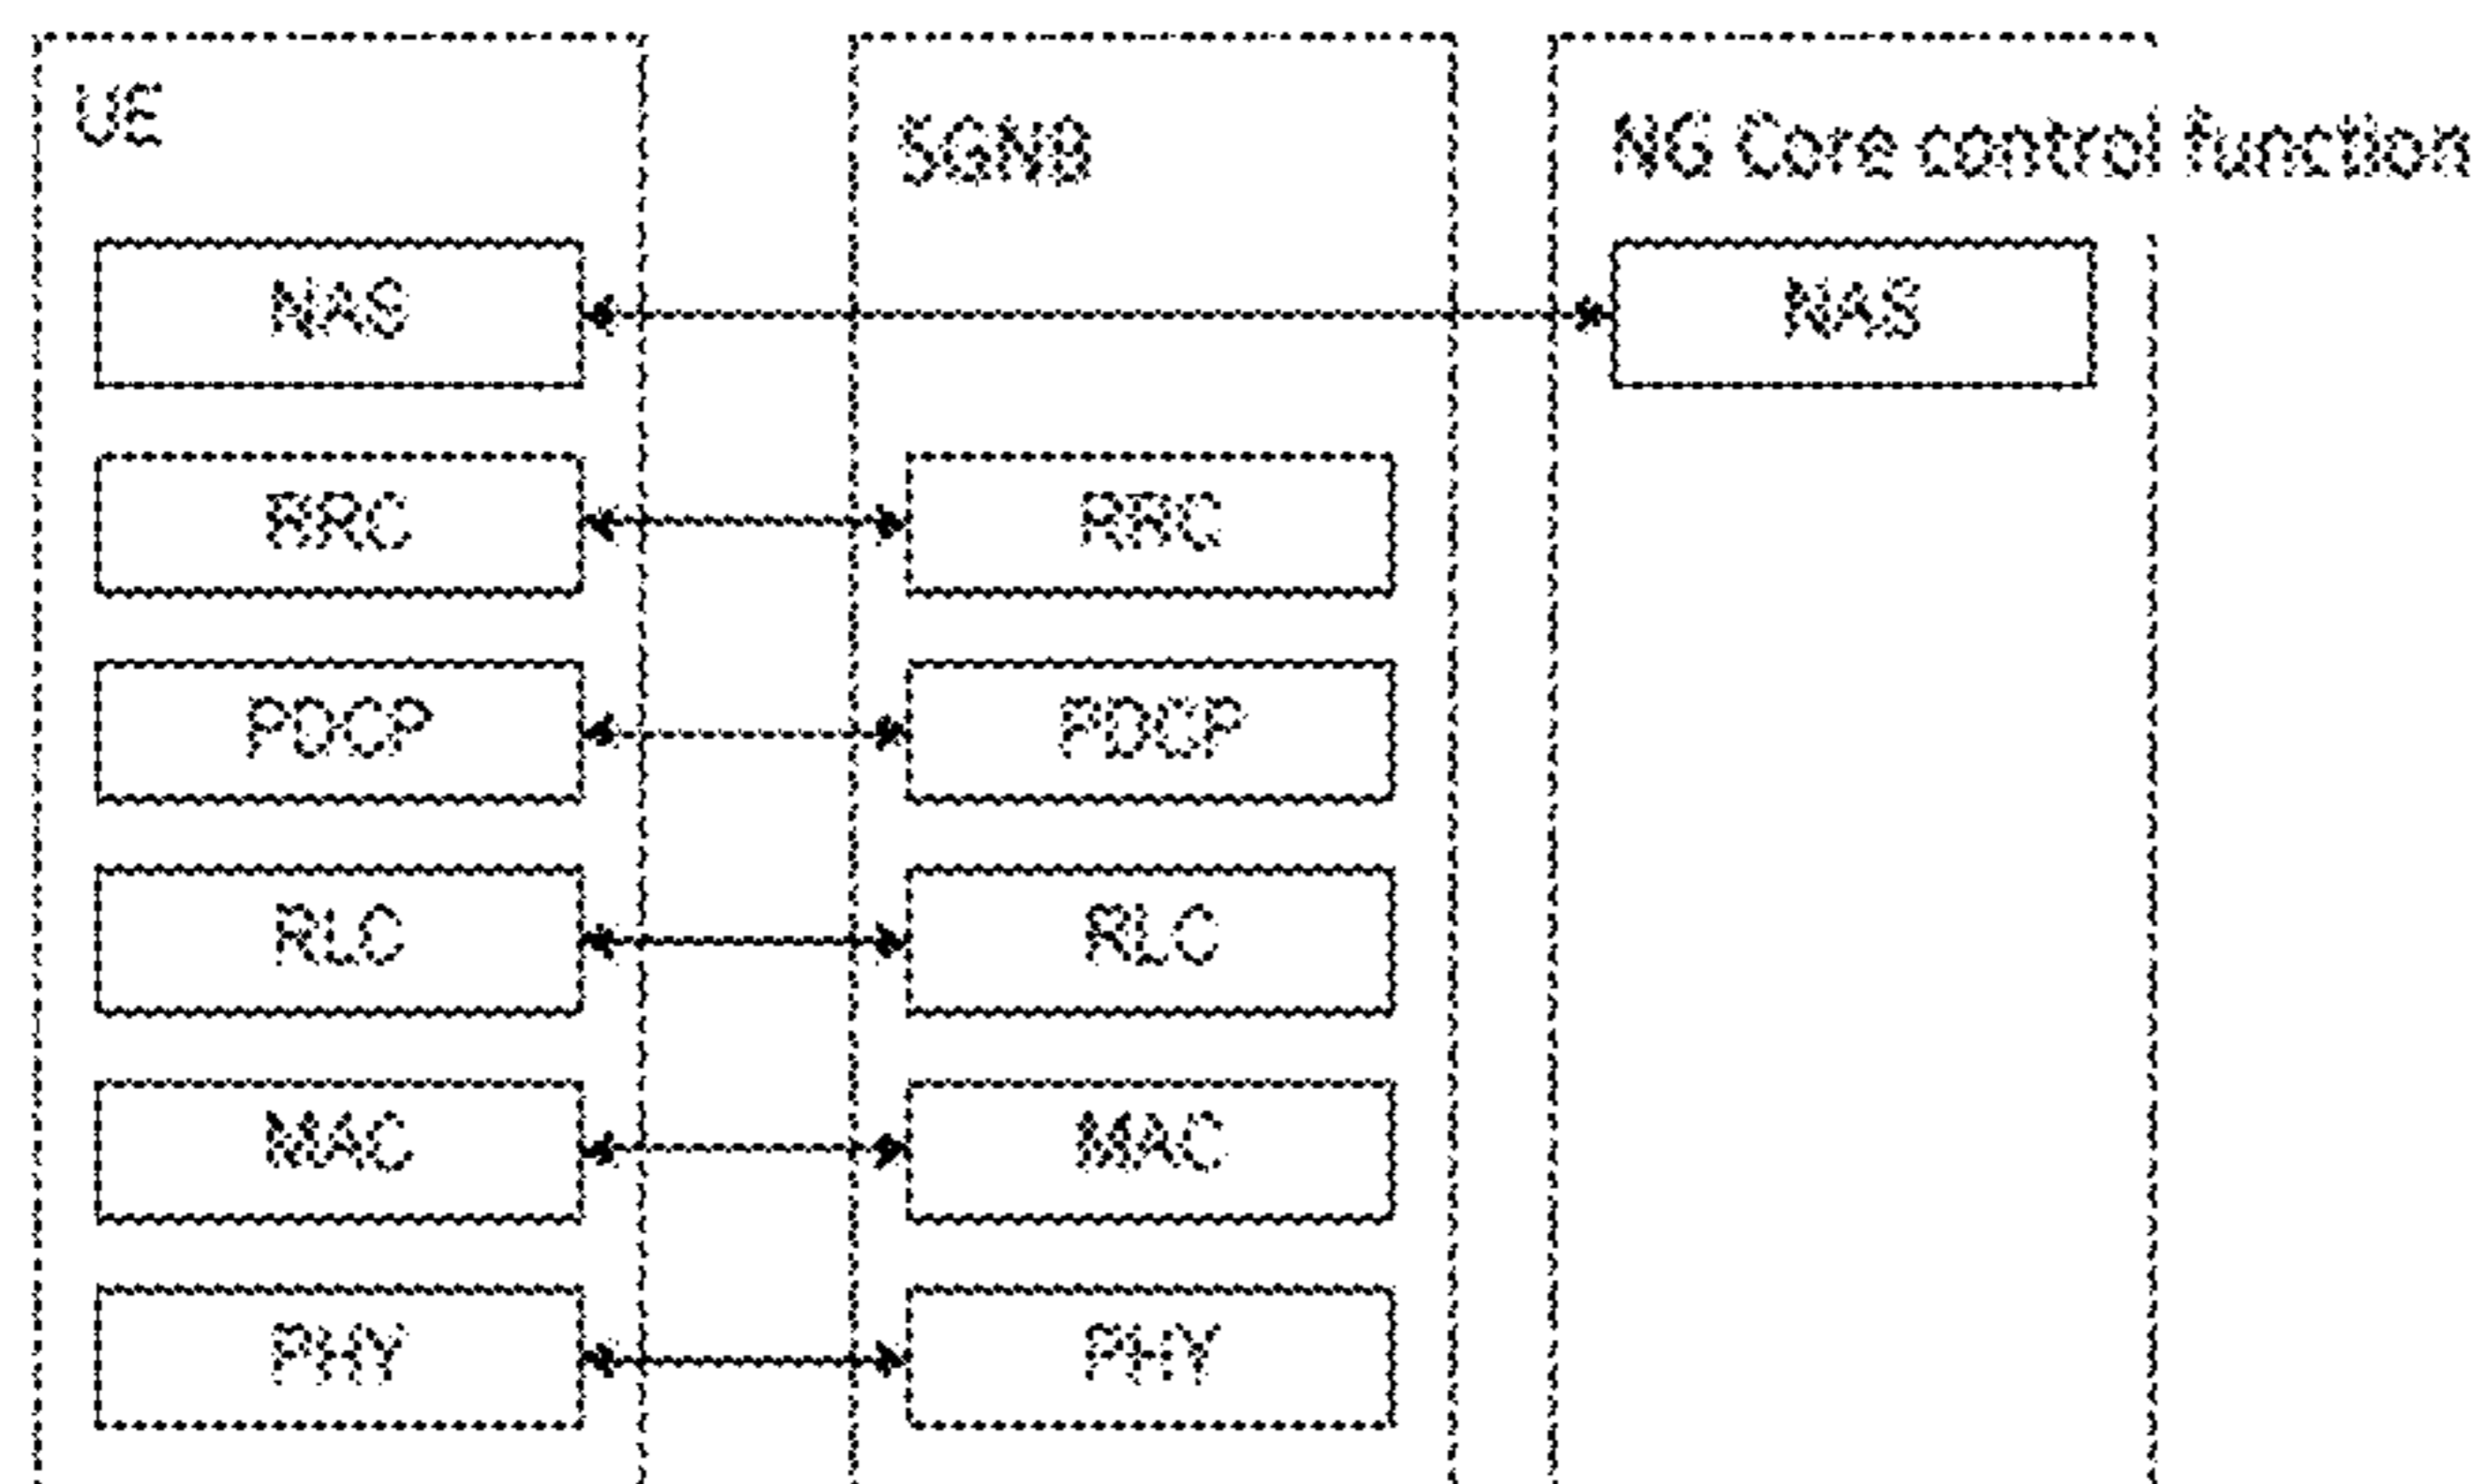 UE
5GNB
NG Core control function
NAS
NAS
RRC
RRC
PDCP
PDCP
RLC
RLC
MAC
MAC
PHY
PHY